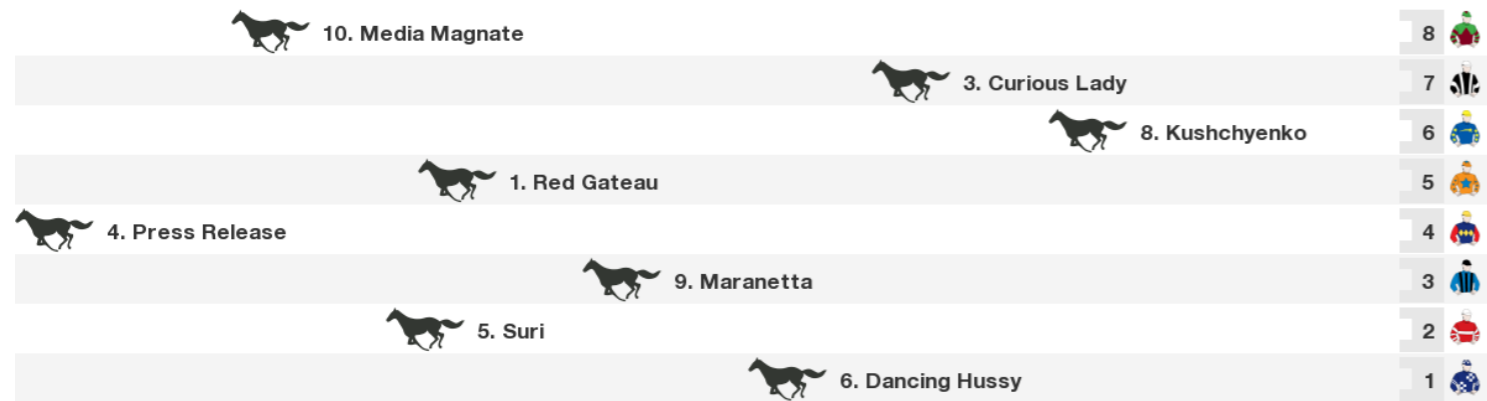 10. Media Magnate 8
3. Curious Lady 7
8. Kushchyenko 6
1. Red Gateau 5
4. Press Release 4
9. Maranetta 3
5. Suri 2
6. Dancing Hussy 1